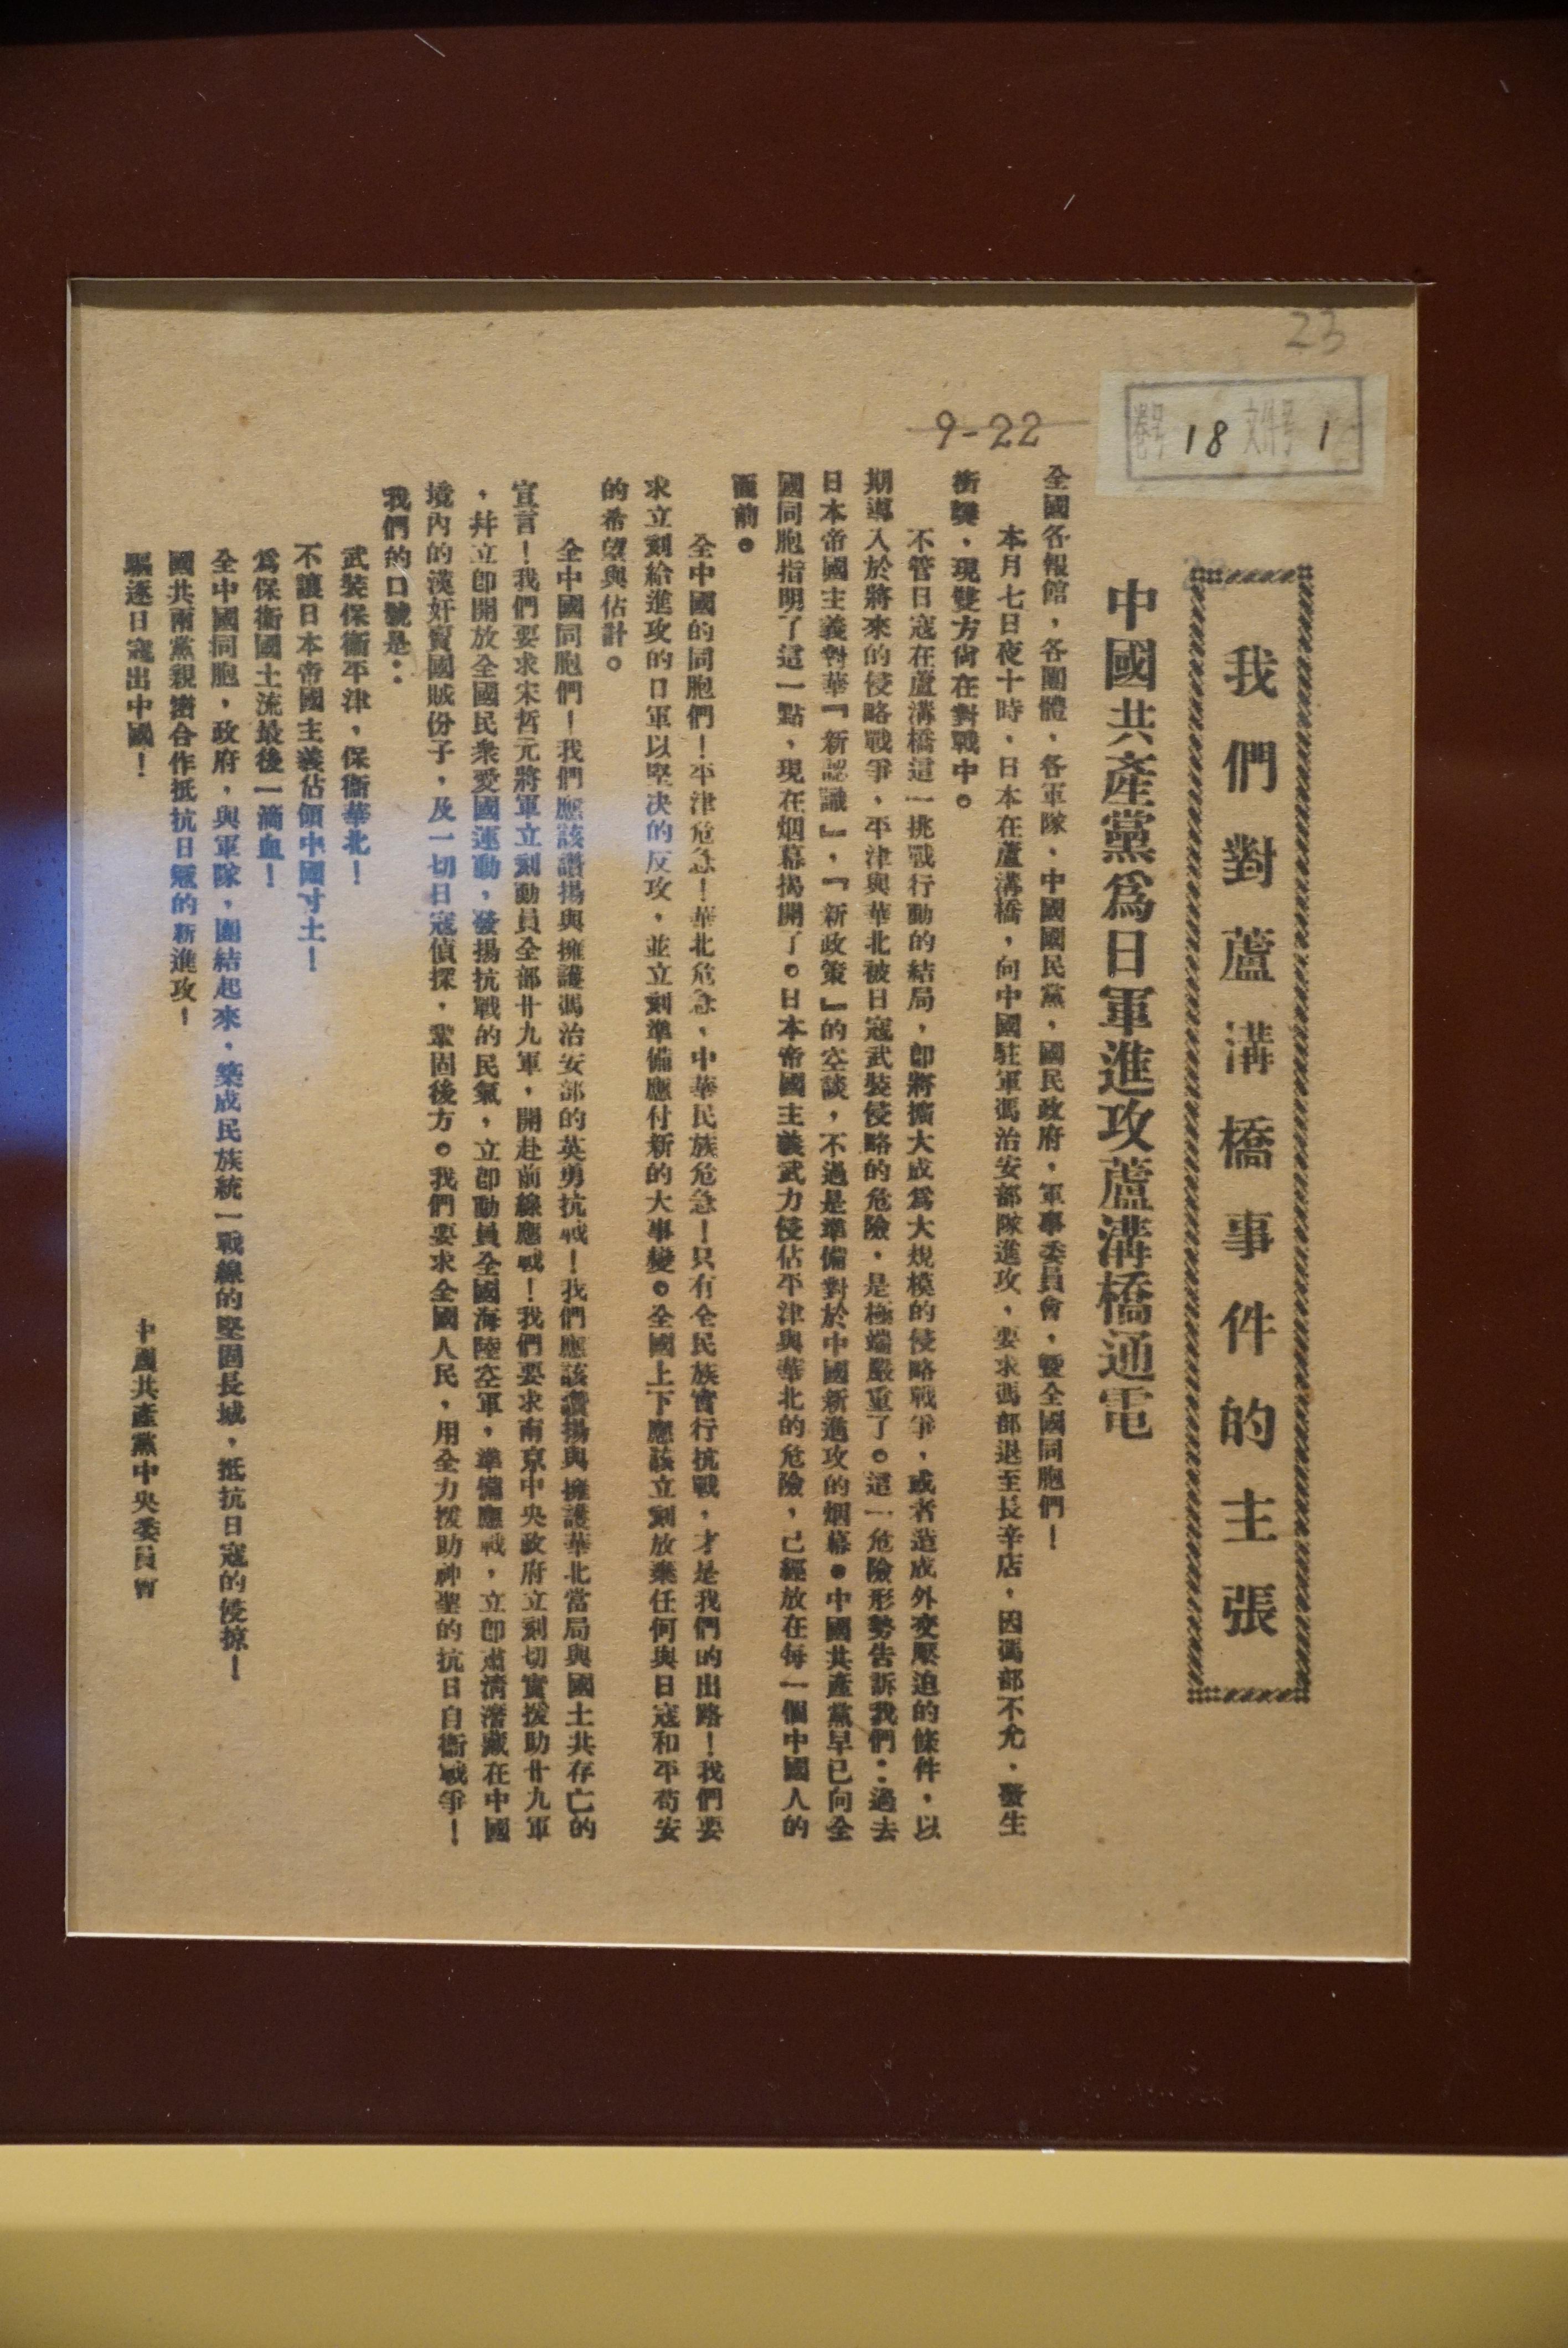 23
卷号 18 文件号 1
9-22
我們對蘆溝橋事件的主張
中國共產黨爲日軍進攻蘆溝橋通電
全國各報館，各團體，各軍隊，中國國民黨，國民政府，軍事委員會，暨全國同胞們！
本月七日夜十時，日本在蘆溝橋，向中國駐軍馮治安部隊進攻，要求馮部退至長辛店，因馮部不允，發生
衝突，現雙方尙在對戰中。
不管日寇在蘆溝橋這一挑戰行動的結局，卽將擴大成爲大規模的侵略戰爭，或者造成外交壓迫的條件，以
期導入於將來的侵略戰爭，平津與華北被日寇武裝侵略的危險，是極端嚴重了。這一危險形勢告訴我們：過去
日本帝國主義對華『新認識』，『新政策』的空談，不過是準備對於中國新進攻的烟幕。中國共產黨早已向全
國同胞指明了這一點，現在烟幕揭開了。日本帝國主義武力侵佔平津與華北的危險，已經放在每一個中國人的
面前。
全中國的同胞們！平津危急！華北危急，中華民族危急！只有全民族實行抗戰，才是我們的出路！我們要
求立刻給進攻的日軍以堅決的反攻，並立刻準備應付新的大事變。全國上下應該立刻放棄任何與日寇和平苟安
的希望與估計。
全中國同胞們！我們應該讚揚與擁護馮治安部的英勇抗戰！我們應該讚揚與擁護華北當局與國土共存亡的
宣言！我們要求宋哲元將軍立刻動員全部廿九軍，開赴前線應戰！我們要求南京中央政府立刻切實援助廿九軍
，幷立卽開放全國民衆愛國運動，發揚抗戰的民氣，立卽動員全國海陸空軍，準備應戰，立卽肅清潛藏在中國
境內的漢奸賣國賊份子，及一切日寇偵探，鞏固後方。我們要求全國人民，用全力援助神聖的抗日自衞戰爭！
我們的口號是：
武裝保衞平津，保衞華北！
不讓日本帝國主義佔領中國寸土！
爲保衞國土流最後一滴血！
全中國同胞，政府，與軍隊，團結起來，築成民族統一戰線的堅固長城，抵抗日寇的侵掠！
國共兩黨親密合作抵抗日寇的新進攻！
驅逐日寇出中國！
中國共產黨中央委員會